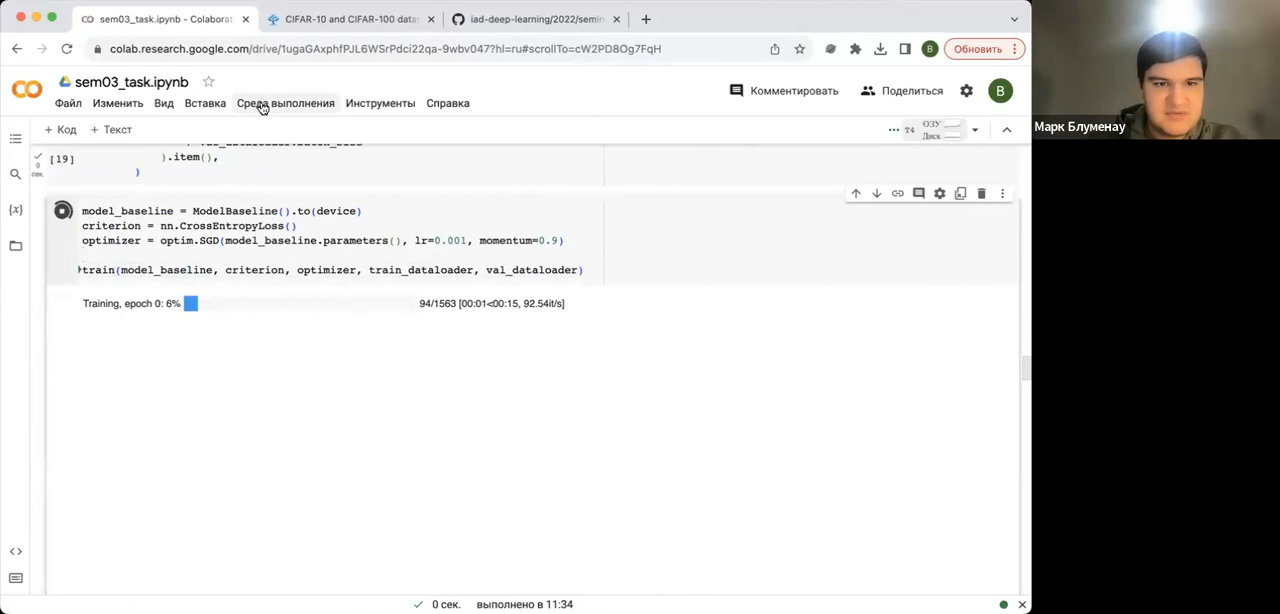 sem03_task.ipynb - Colaborat
CIFAR-10 and CIFAR-100 data
iad-deep-learning/2022/semin
colab.research.google.com/drive/1ugaGAxphfPJL6WSrPdci22qa-9wbv047?hl=ru#scrollTo=cW2PD8Og7FqH
B
Обновить
sem03_task.ipynb
Комментировать
Поделиться
B
Файл Изменить Вид Вставка Среда выполнения Инструменты Справка
Марк Блуменау
+ Код + Текст
T4
ОЗУ
Диск
0
сек.
[19]
).item(),
)
model_baseline = ModelBaseline().to(device)
criterion = nn.CrossEntropyLoss()
optimizer = optim.SGD(model_baseline.parameters(), lr=0.001, momentum=0.9)
train(model_baseline, criterion, optimizer, train_dataloader, val_dataloader)
Training, epoch 0: 6%
94/1563 [00:01<00:15, 92.54it/s]
0 сек. выполнено в 11:34